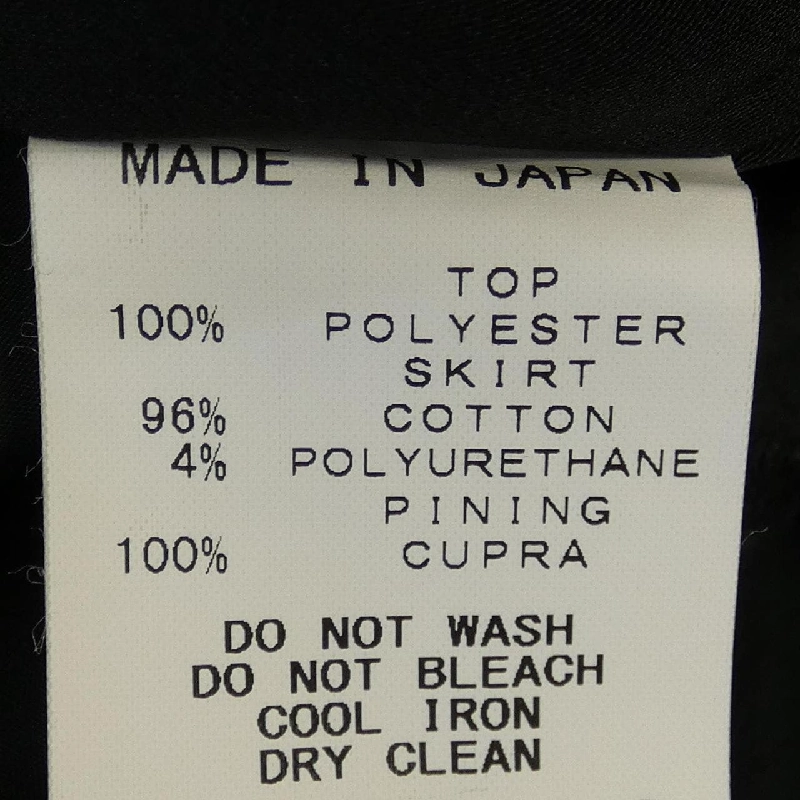 MADE IN JAPAN
TOP
100% POLYESTER
SKIRT
96% COTTON
4% POLYURETHANE
PINING
100% CUPRA
DO NOT WASH
DO NOT BLEACH
COOL IRON
DRY CLEAN